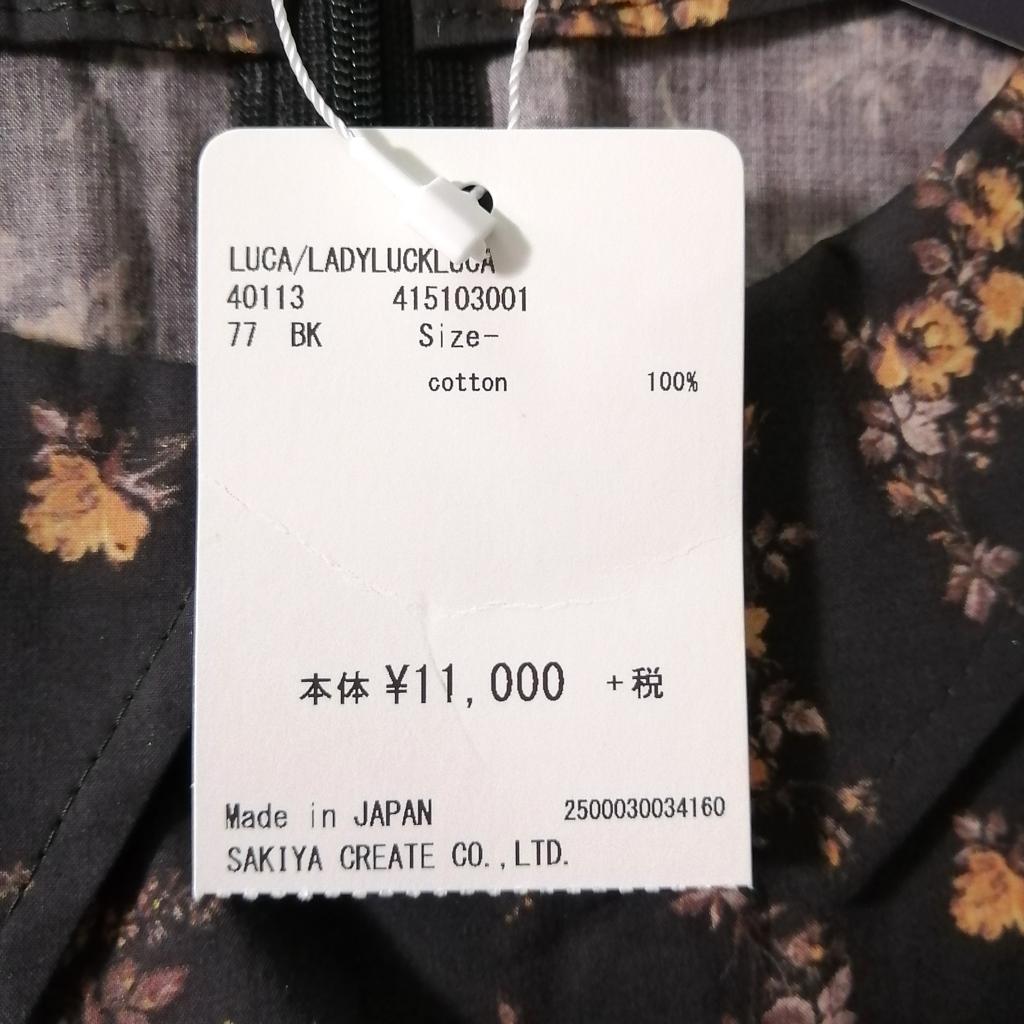 LUCA/LADYLUCKLUCA
40113 415103001
77 BK Size-
cotton 100%
本体 ¥11,000 +税
Made in JAPAN 2500030034160
SAKIYA CREATE CO.,LTD.